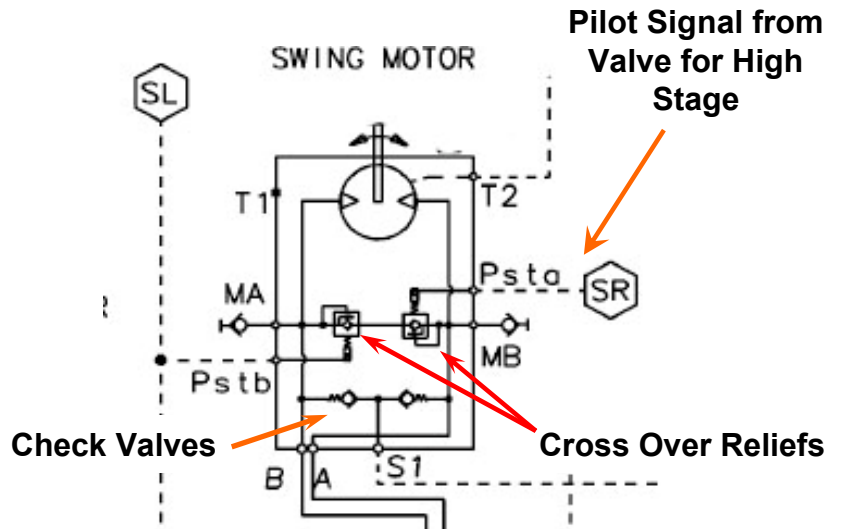 Pilot Signal from
Valve for High
Stage
SWING MOTOR
SL
T1
T2
Psta
SR
MA
MB
Pstb
Check Valves
Cross Over Reliefs
B
A
S1